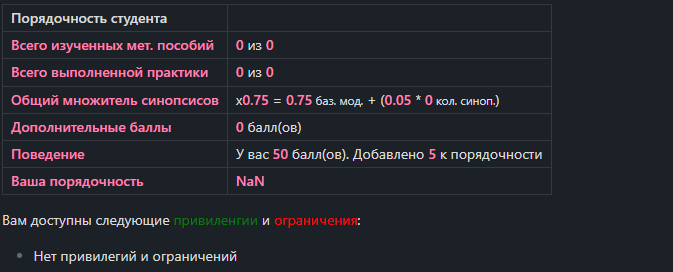 Порядочность студента
Всего изученных мет. пособий 0 из 0
Всего выполненной практики 0 из 0
Общий множитель синопсисов x0.75 = 0.75 баз. мод. + (0.05 * 0 кол. синоп.)
Дополнительные баллы 0 балл(ов)
Поведение У вас 50 балл(ов). Добавлено 5 к порядочности
Ваша порядочность NaN
Вам доступны следующие привиленгии и ограничения:
• Нет привилегий и ограничений